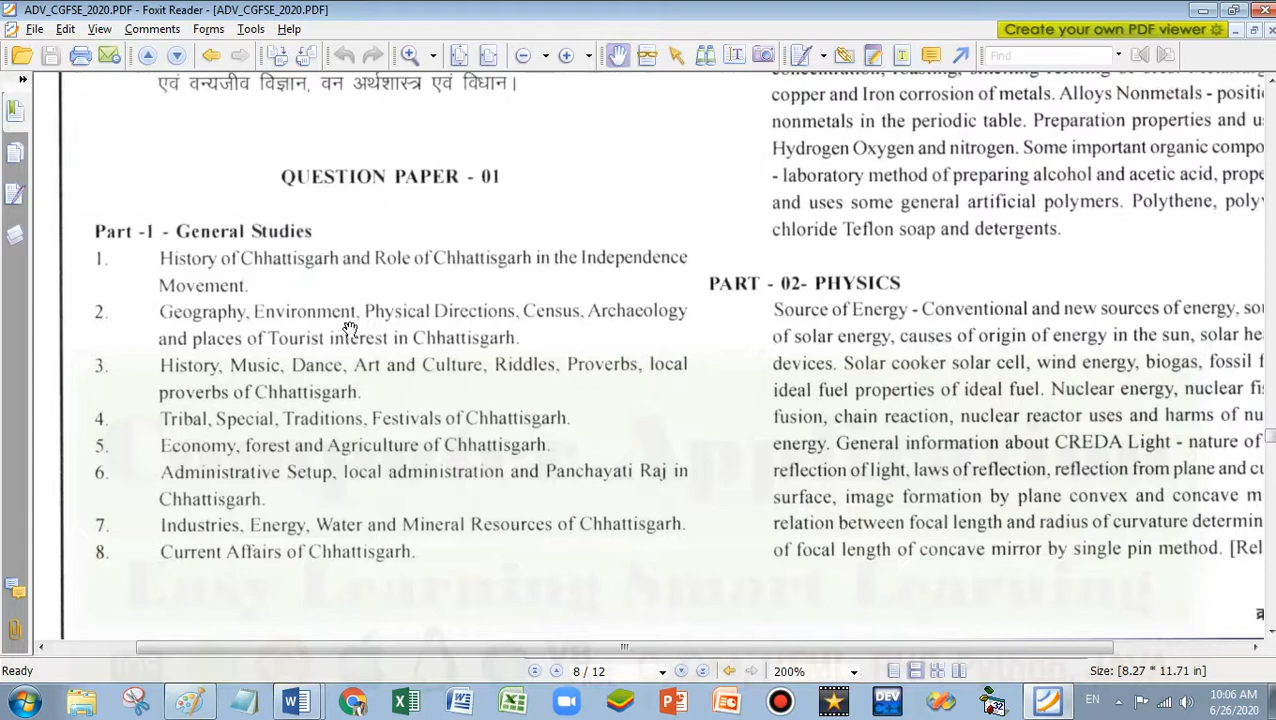 ADV_CGFSE_2020.PDF - Foxit Reader - [ADV_CGFSE_2020.PDF]
File Edit View Comments Forms Tools Help
Create your own PDF viewer
Find
एवं वन्यजीव विज्ञान, वन अर्थशास्त्र एवं विधान।
QUESTION PAPER - 01
Part -1 - General Studies
1. History of Chhattisgarh and Role of Chhattisgarh in the Independence
Movement.
2. Geography, Environment, Physical Directions, Census, Archaeology
and places of Tourist interest in Chhattisgarh.
3. History, Music, Dance, Art and Culture, Riddles, Proverbs, local
proverbs of Chhattisgarh.
4. Tribal, Special, Traditions, Festivals of Chhattisgarh.
5. Economy, forest and Agriculture of Chhattisgarh.
6. Administrative Setup, local administration and Panchayati Raj in
Chhattisgarh.
7. Industries, Energy, Water and Mineral Resources of Chhattisgarh.
8. Current Affairs of Chhattisgarh.
copper and Iron corrosion of metals. Alloys Nonmetals - positi
nonmetals in the periodic table. Preparation properties and u
Hydrogen Oxygen and nitrogen. Some important organic compo
- laboratory method of preparing alcohol and acetic acid, prope
and uses some general artificial polymers. Polythene, poly
chloride Teflon soap and detergents.
PART - 02- PHYSICS
Source of Energy - Conventional and new sources of energy, so
of solar energy, causes of origin of energy in the sun, solar he
devices. Solar cooker solar cell, wind energy, biogas, fossil f
ideal fuel properties of ideal fuel. Nuclear energy, nuclear fi
fusion, chain reaction, nuclear reactor uses and harms of nu
energy. General information about CREDA Light - nature of
reflection of light, laws of reflection, reflection from plane and cu
surface, image formation by plane convex and concave m
relation between focal length and radius of curvature determin
of focal length of concave mirror by single pin method. [Rel
Easy Learning Smart Learning
Ready
8 / 12
200%
Size: [8.27 * 11.71 in]
EN
10:06 AM
6/26/2020